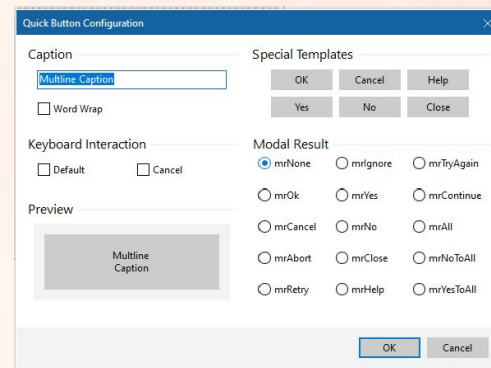 Quick Button Configuration
Caption
Multline Caption
Word Wrap
Keyboard Interaction
Default Cancel
Preview
Multline
Caption
Special Templates
OK Cancel Help
Yes No Close
Modal Result
mrNone mrIgnore mrTryAgain
mrOk mrYes mrContinue
mrCancel mrNo mrAll
mrAbort mrClose mrNoToAll
mrRetry mrHelp mrYesToAll
OK Cancel